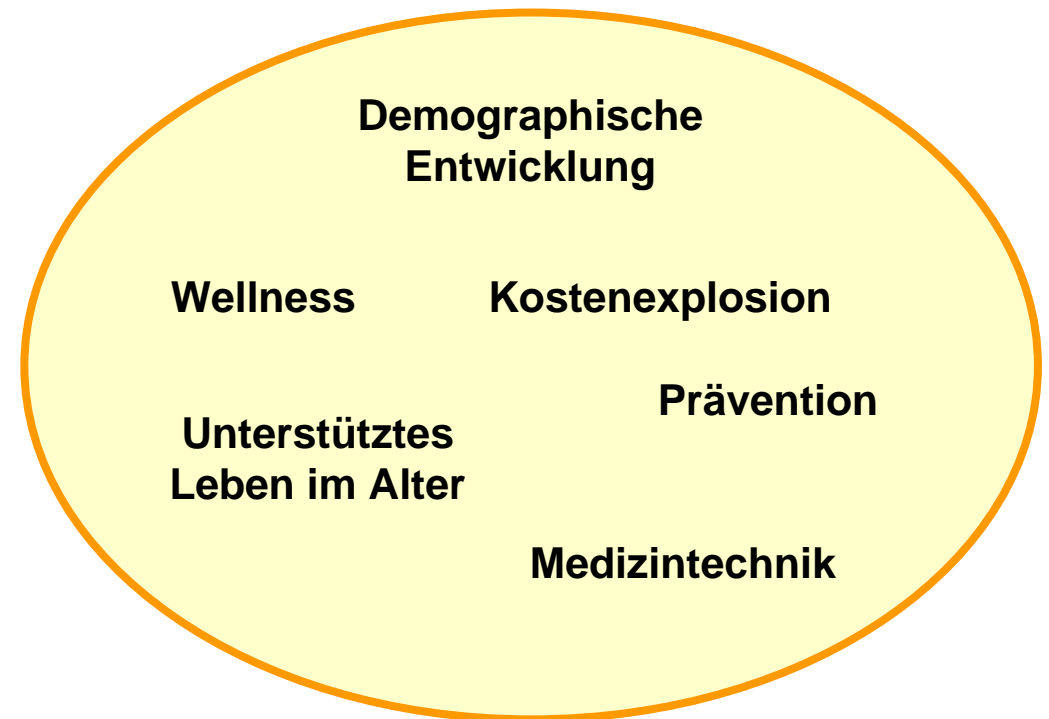 Demographische
Entwicklung
Wellness
Kostenexplosion
Prävention
Unterstütztes
Leben im Alter
Medizintechnik